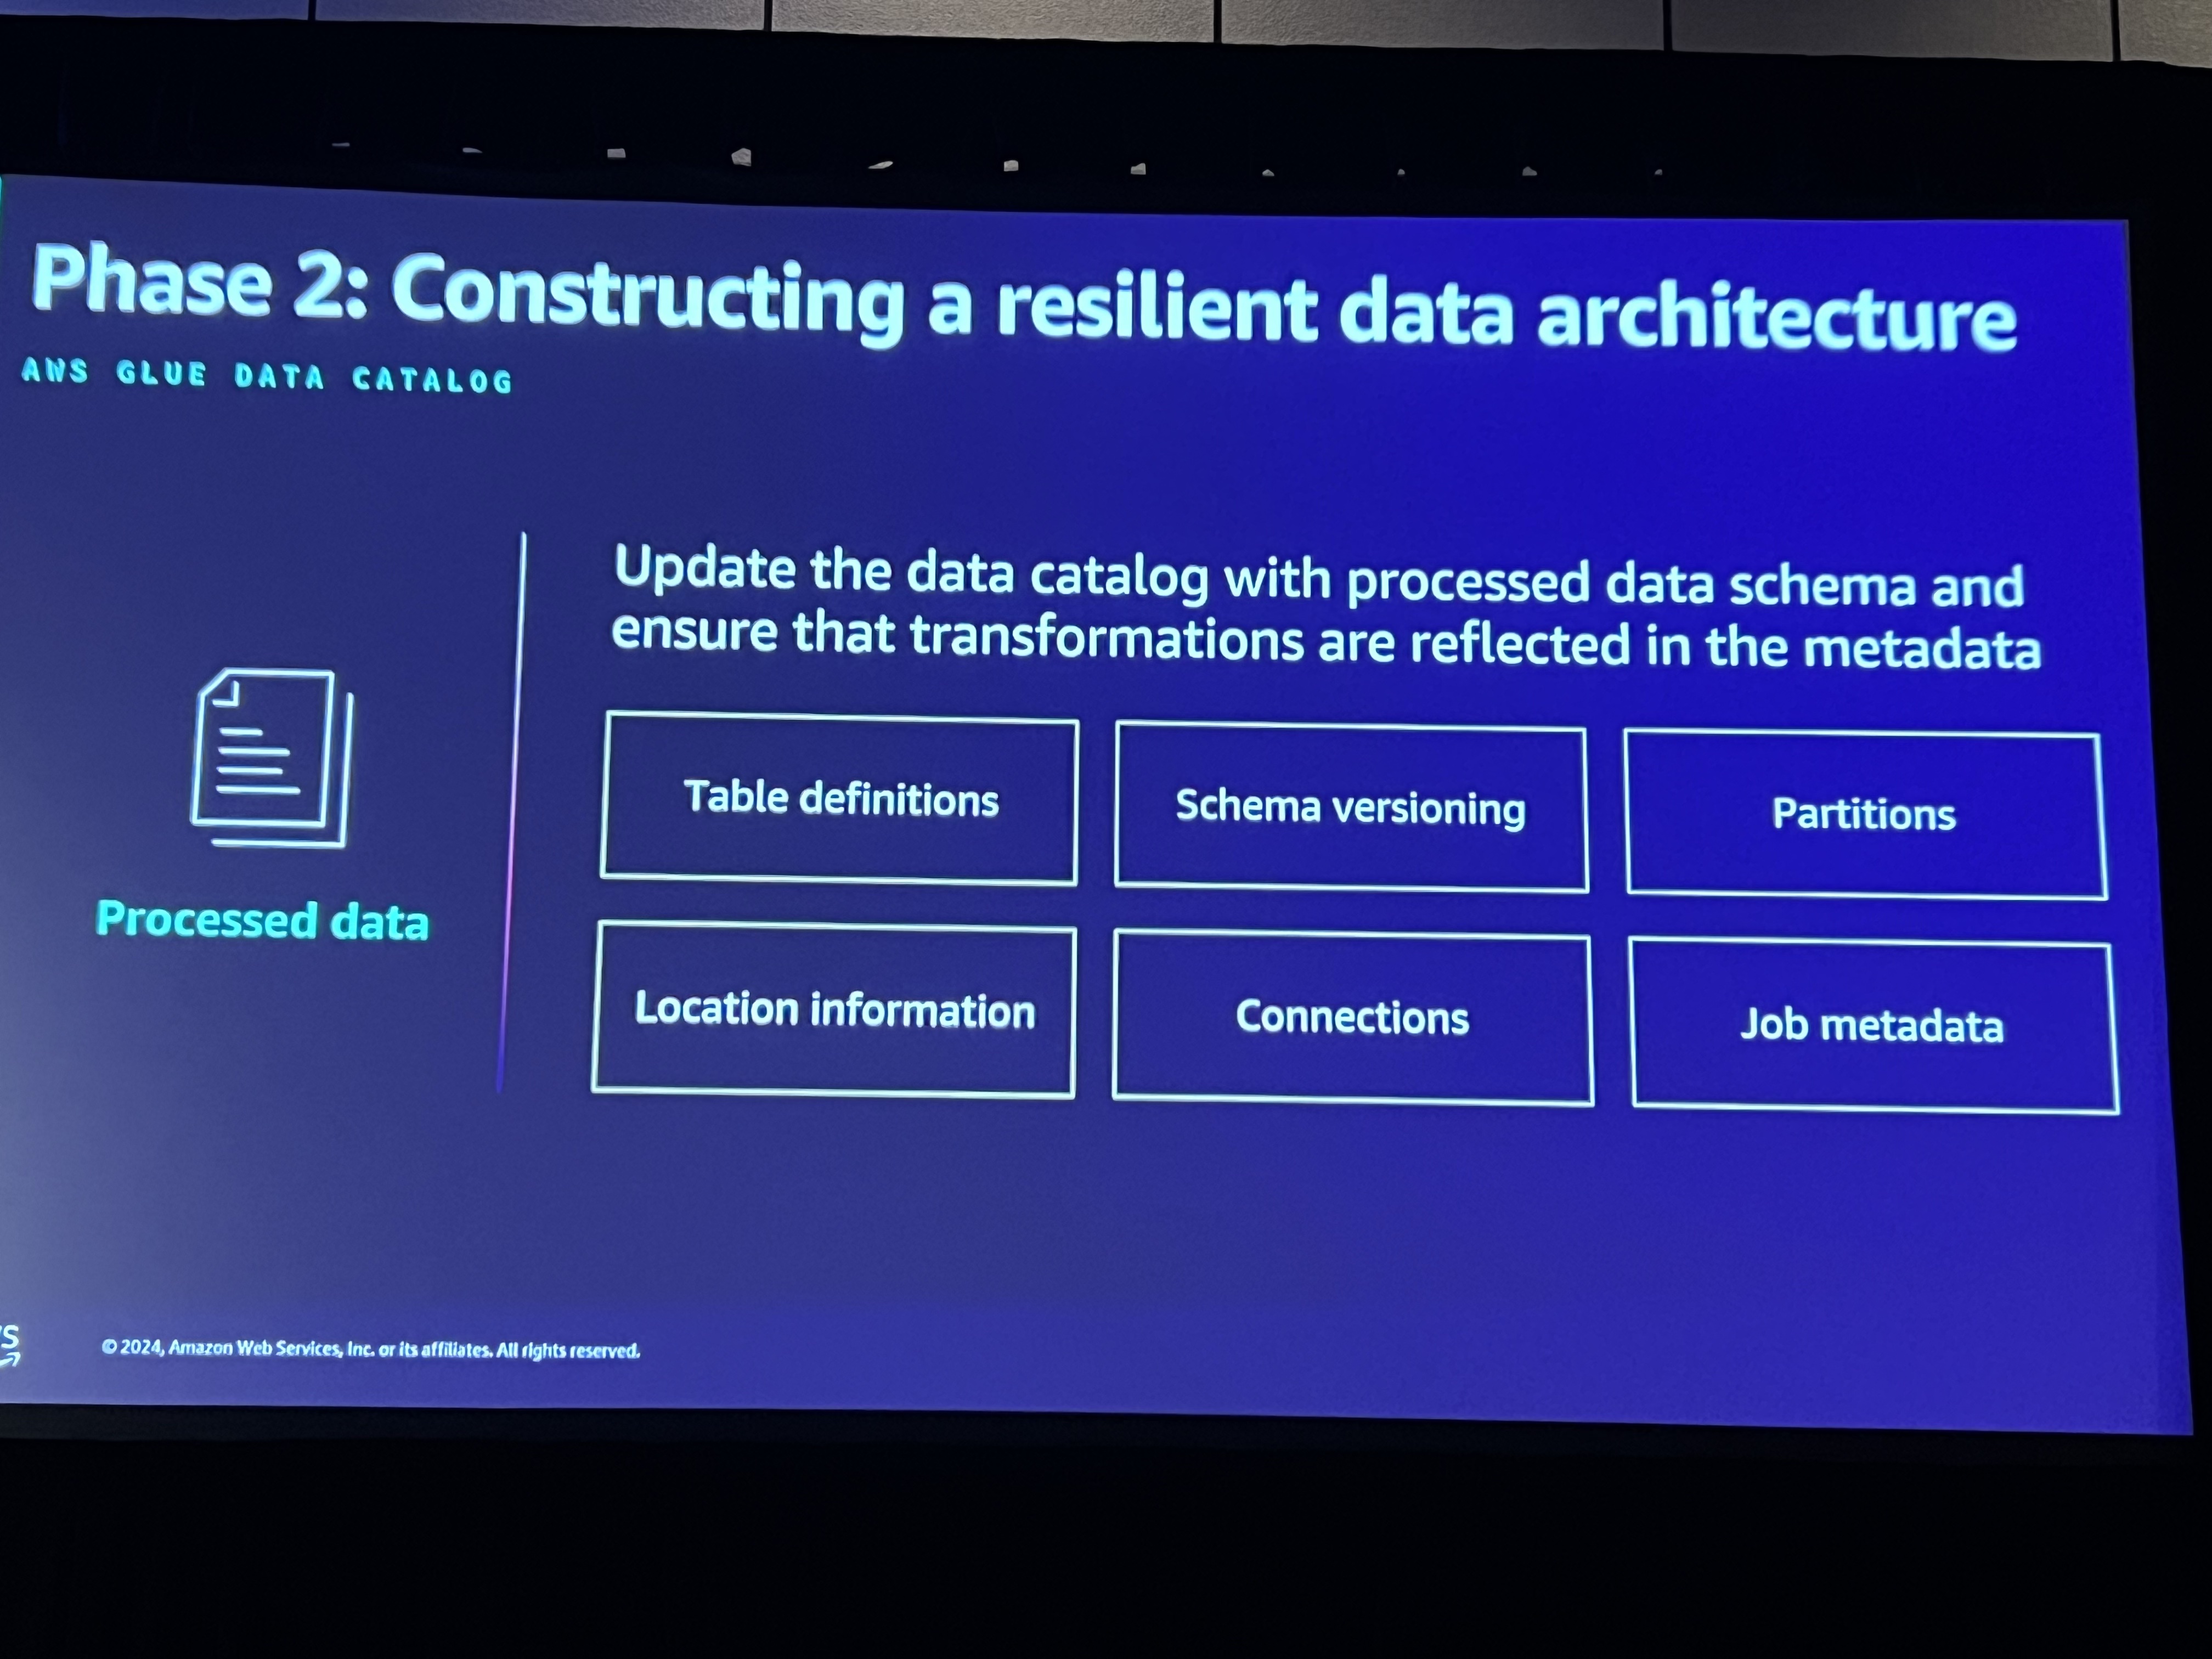 Phase 2: Constructing a resilient data architecture
AWS GLUE DATA CATALOG
Update the data catalog with processed data schema and
ensure that transformations are reflected in the metadata
Processed data
Table definitions
Schema versioning
Partitions
Location information
Connections
Job metadata
© 2024, Amazon Web Services, Inc. or its affiliates. All rights reserved.